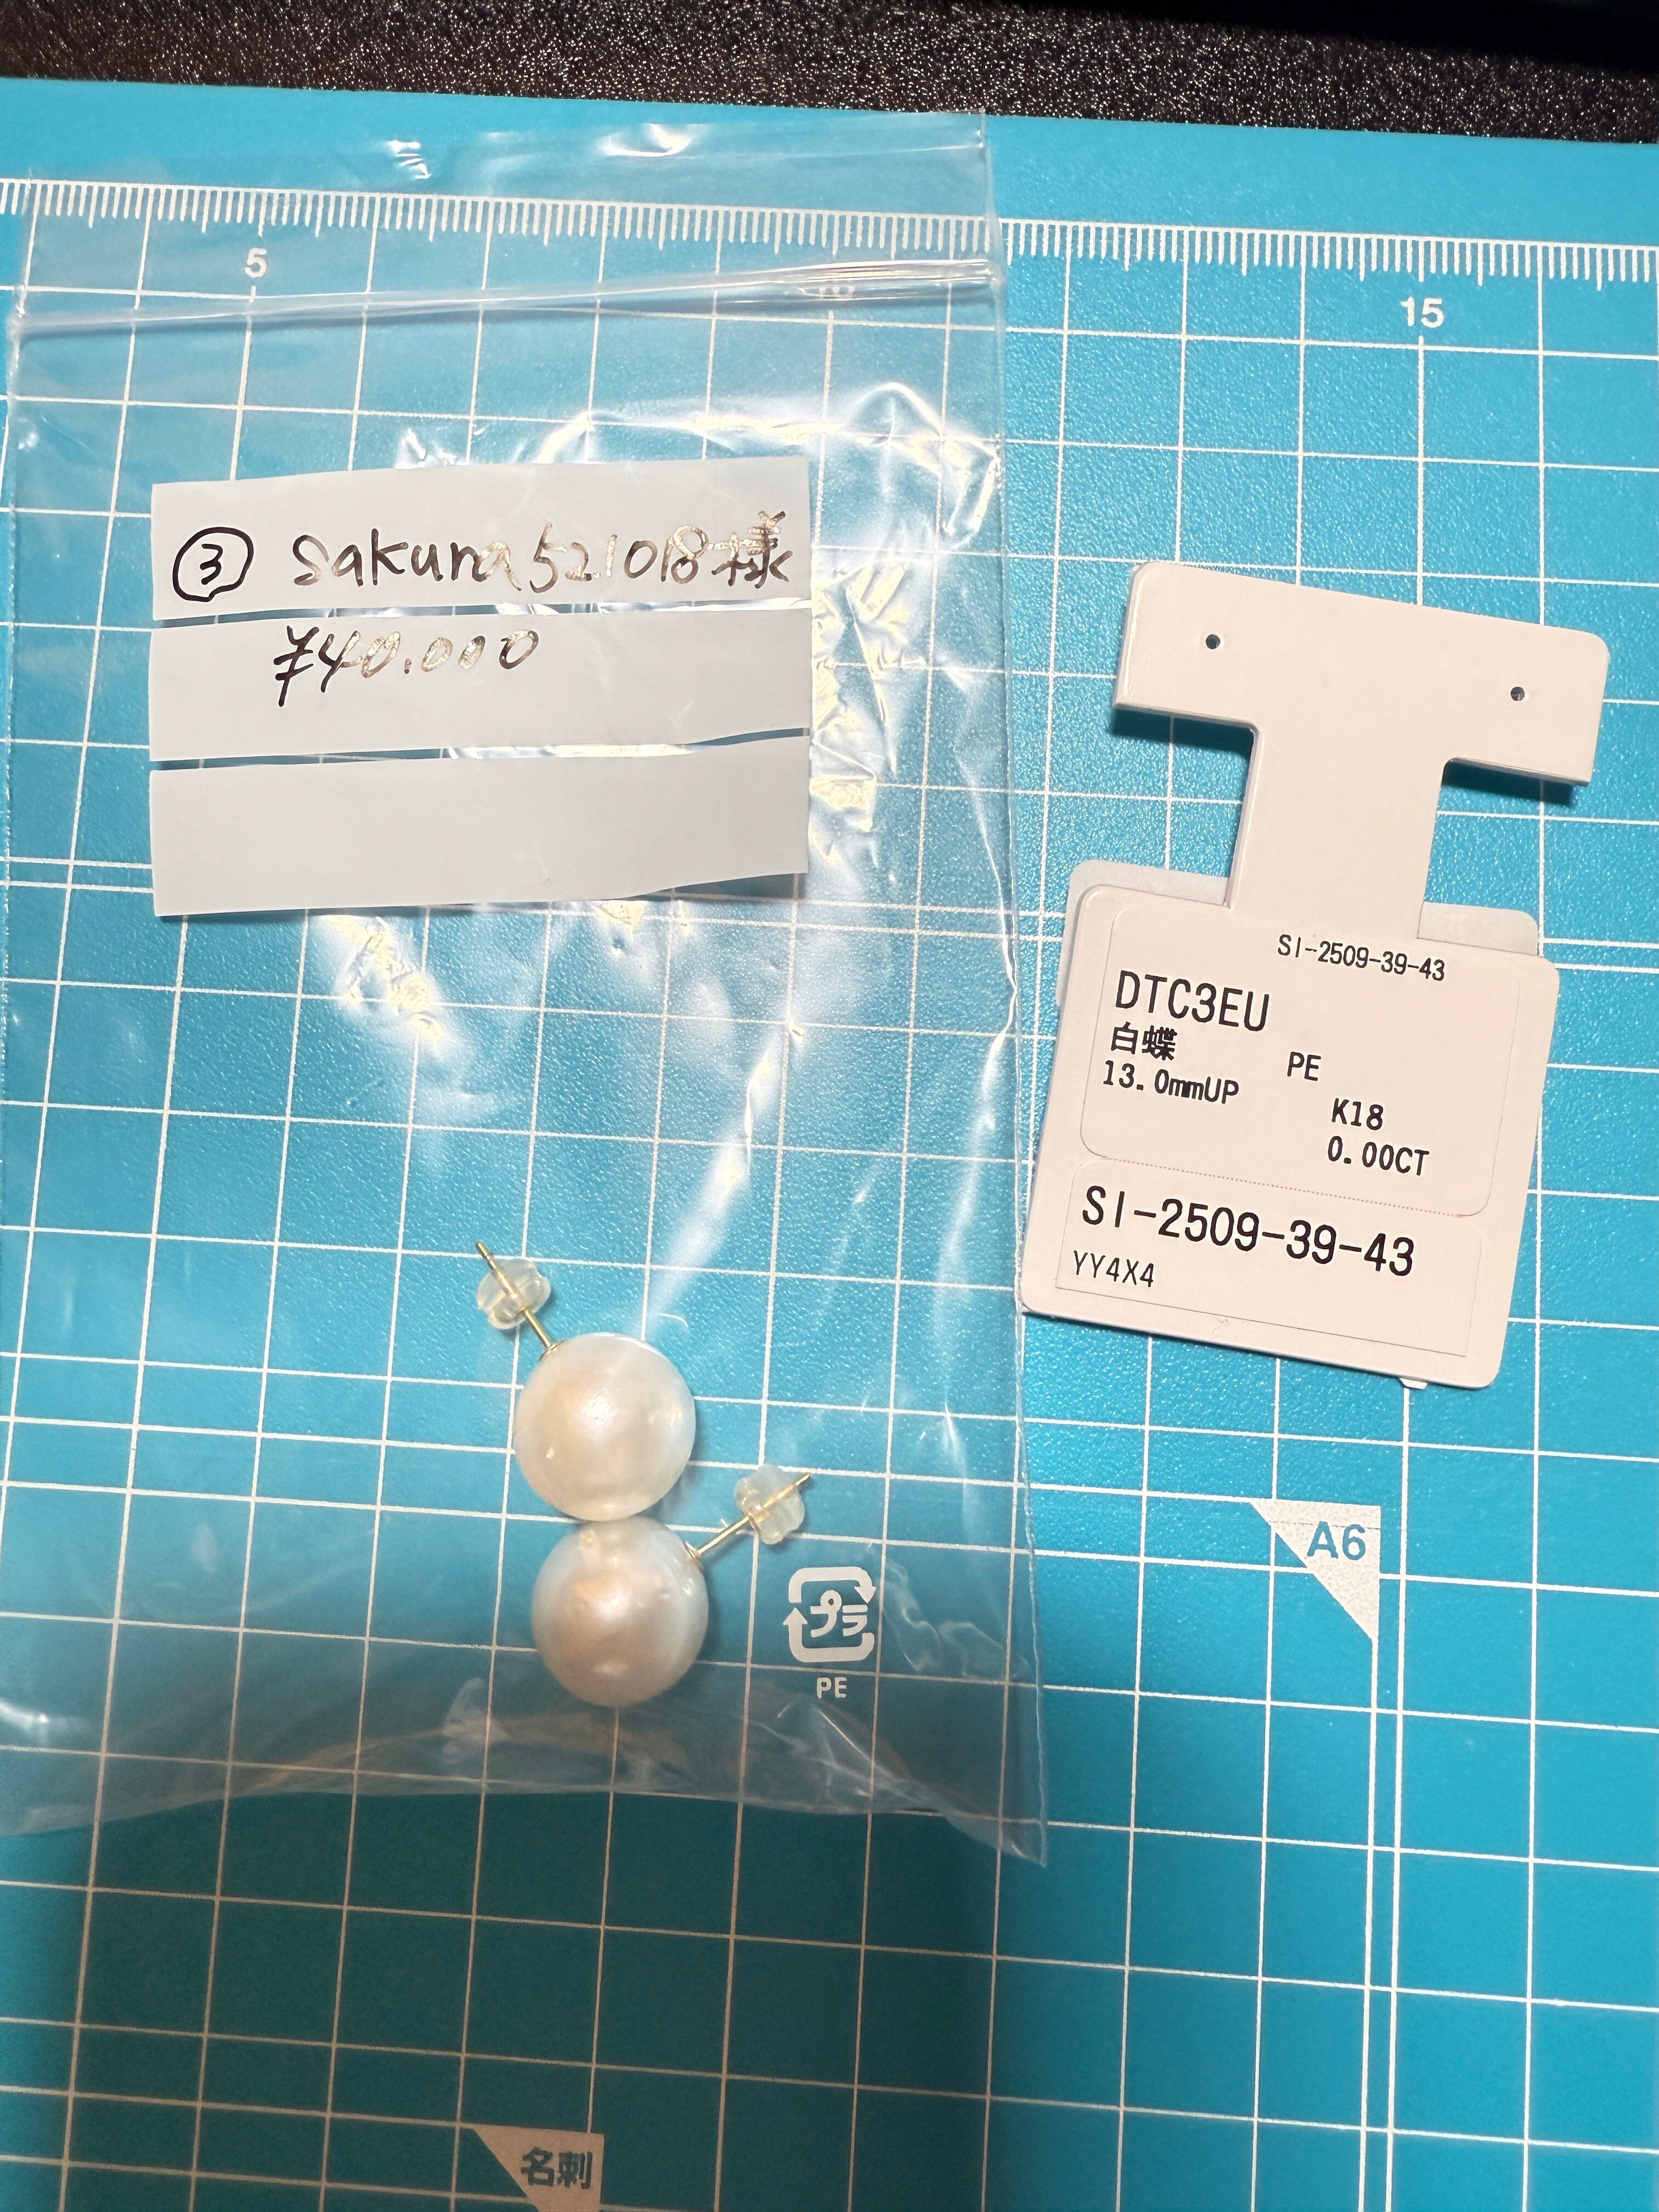 5
10
15
③ sakura521018様
¥40.000
SI-2509-39-43
DTC3EU
白蝶 PE
13.0mmUP
K18
0.00CT
SI-2509-39-43
YY4X4
A6
プラ
PE
名刺